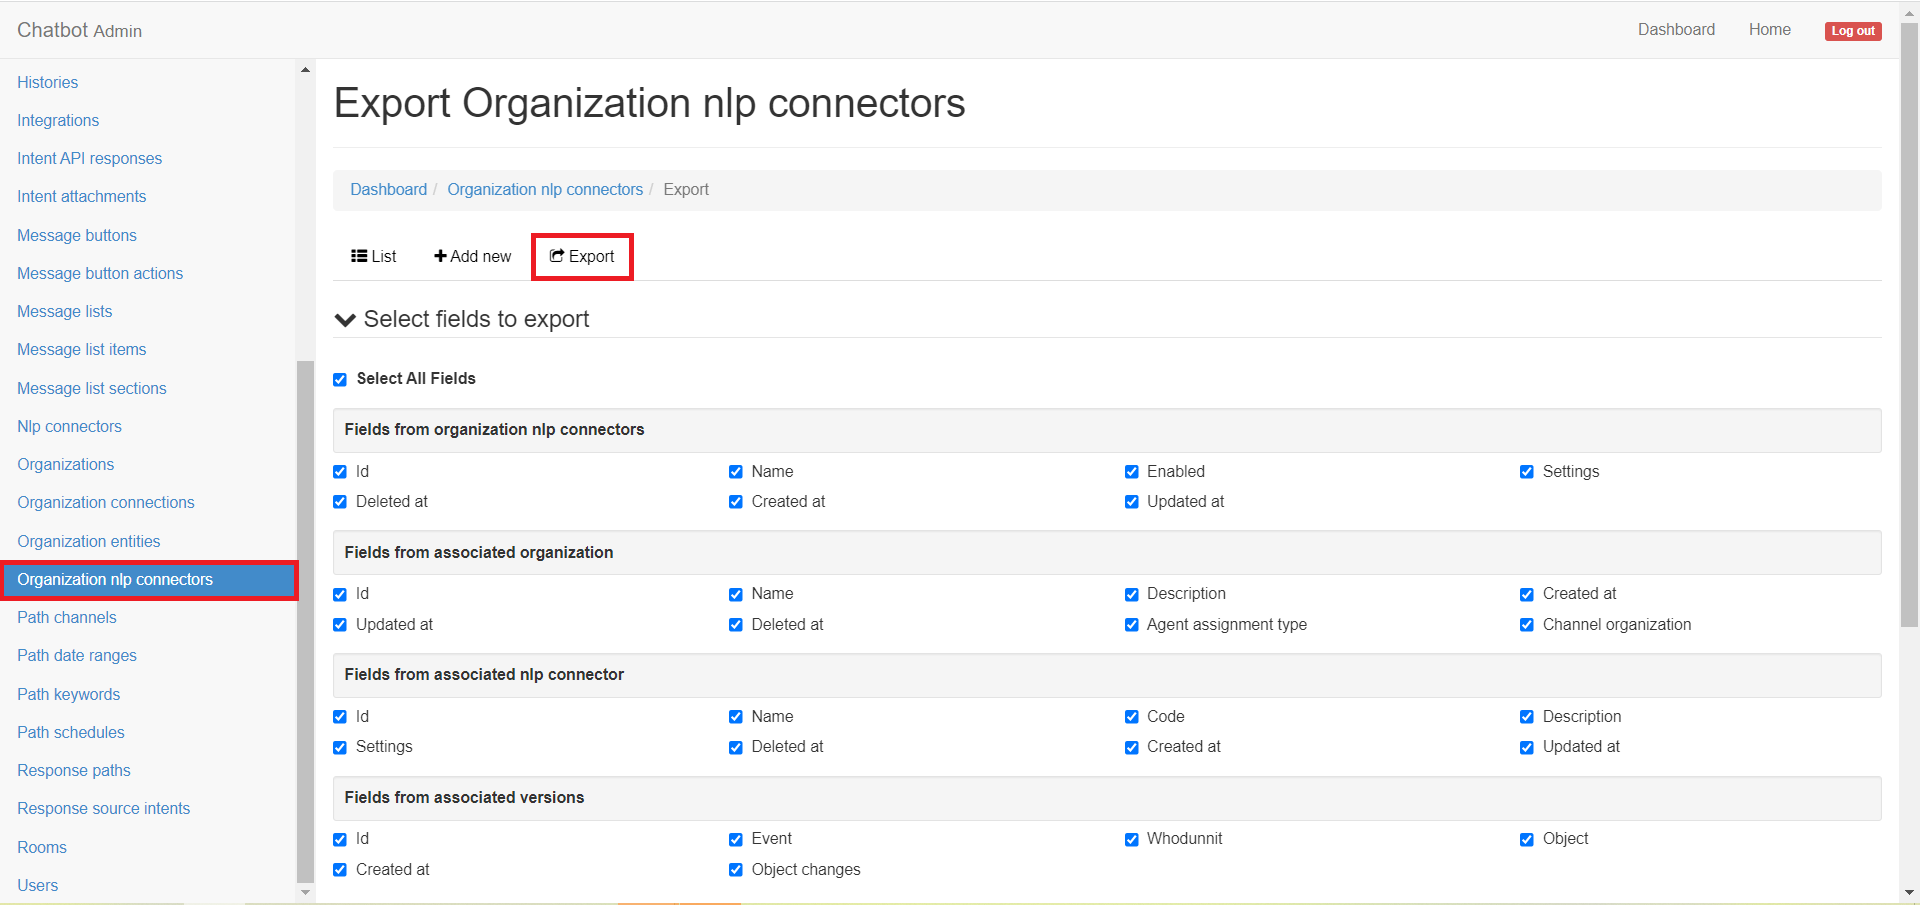 Chatbot Admin
Dashboard Home Log out
Histories
Integrations
Intent API responses
Intent attachments
Message buttons
Message button actions
Message lists
Message list items
Message list sections
Nlp connectors
Organizations
Organization connections
Organization entities
Organization nlp connectors
Path channels
Path date ranges
Path keywords
Path schedules
Response paths
Response source intents
Rooms
Users
Export Organization nlp connectors
Dashboard / Organization nlp connectors / Export
List Add new Export
Select fields to export
Select All Fields
Fields from organization nlp connectors
Id Name Enabled Settings
Deleted at Created at Updated at
Fields from associated organization
Id Name Description Created at
Updated at Deleted at Agent assignment type Channel organization
Fields from associated nlp connector
Id Name Code Description
Settings Deleted at Created at Updated at
Fields from associated versions
Id Event Whodunnit Object
Created at Object changes